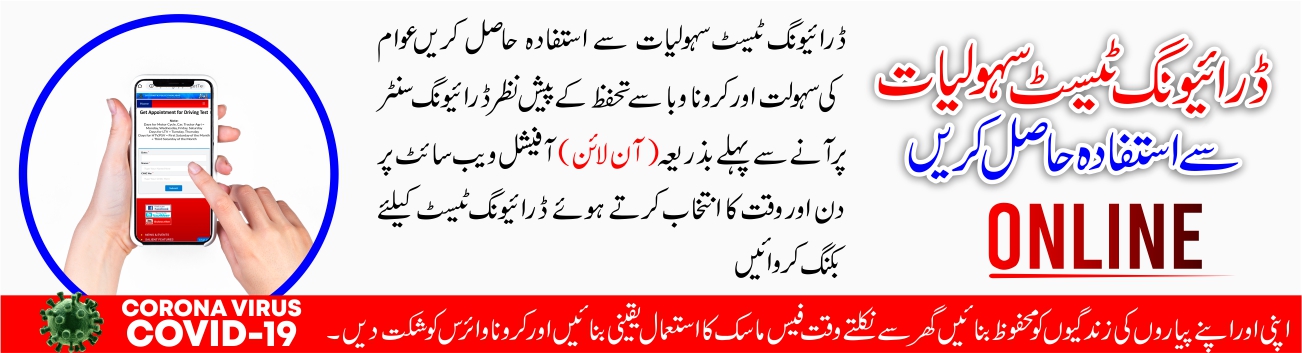 ڈرائیونگ ٹیسٹ سہولیات
سے استفادہ حاصل کریں
ONLINE
ڈرائیونگ ٹیسٹ سہولیات سے استفادہ حاصل کریں عوام
کی سہولت اور کرونا وبا سے تحفظ کے پیش نظر ڈرائیونگ سنٹر
پر آنے سے پہلے بذریعہ (آن لائن) آفیشل ویب سائٹ پر
دن اور وقت کا انتخاب کرتے ہوئے ڈرائیونگ ٹیسٹ کیلئے
بکنگ کروائیں
Get Appointment for Driving Test
CORONA VIRUS
COVID-19
اپنی اور اپنے پیاروں کی زندگیوں کو محفوظ بنائیں گھر سے نکلتے وقت فیس ماسک کا استعمال یقینی بنائیں اور کرونا وائرس کو شکت دیں۔